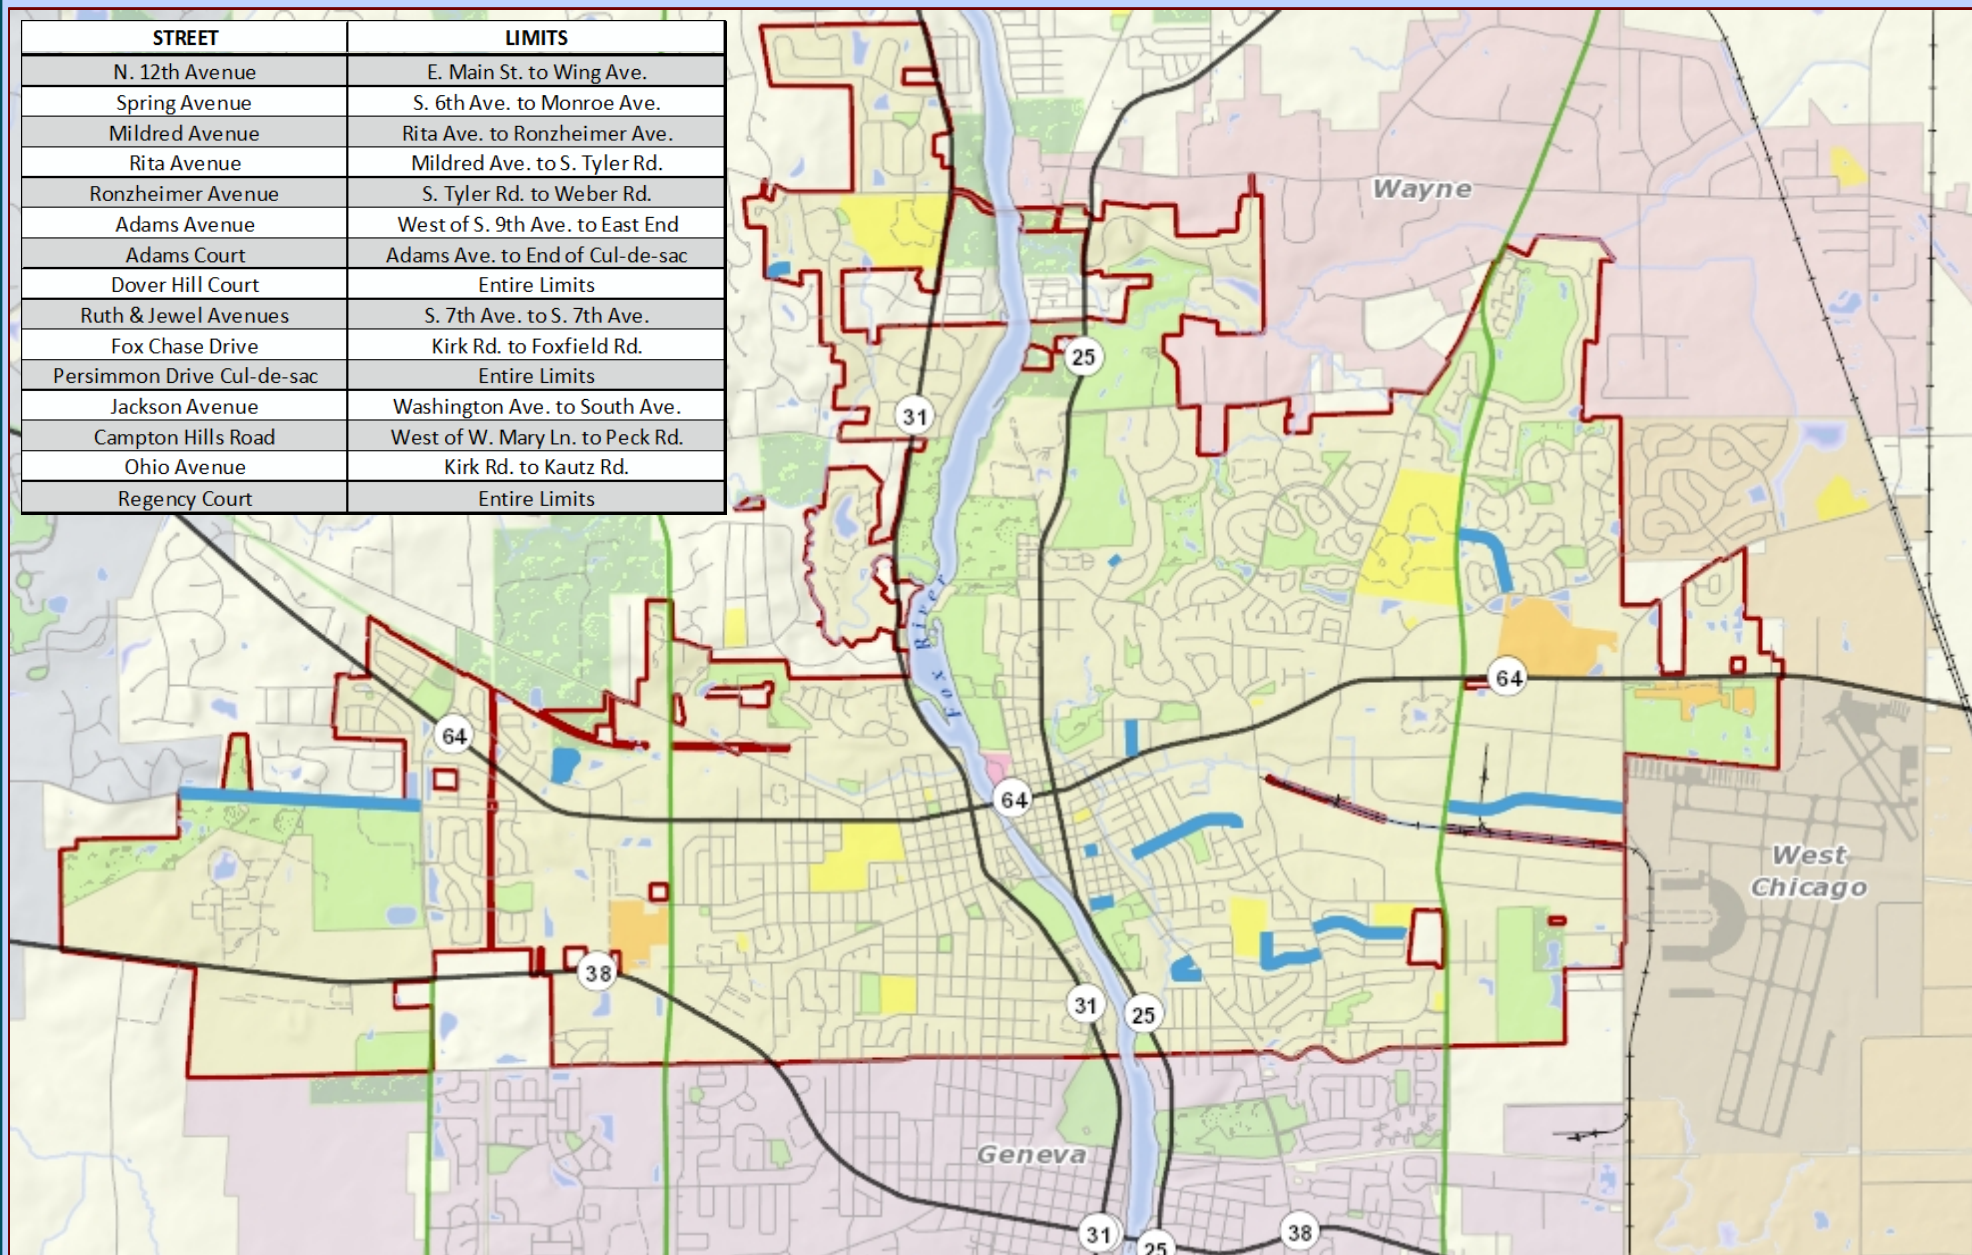 STREET LIMITS
N. 12th Avenue E. Main St. to Wing Ave.
Spring Avenue S. 6th Ave. to Monroe Ave.
Mildred Avenue Rita Ave. to Ronzheimer Ave.
Rita Avenue Mildred Ave. to S. Tyler Rd.
Ronzheimer Avenue S. Tyler Rd. to Weber Rd.
Adams Avenue West of S. 9th Ave. to East End
Adams Court Adams Ave. to End of Cul-de-sac
Dover Hill Court Entire Limits
Ruth & Jewel Avenues S. 7th Ave. to S. 7th Ave.
Fox Chase Drive Kirk Rd. to Foxfield Rd.
Persimmon Drive Cul-de-sac Entire Limits
Jackson Avenue Washington Ave. to South Ave.
Campton Hills Road West of W. Mary Ln. to Peck Rd.
Ohio Avenue Kirk Rd. to Kautz Rd.
Regency Court Entire Limits
Wayne
25
31
Fox River
64
64
64
West
Chicago
38
31
25
Geneva
31
25
38